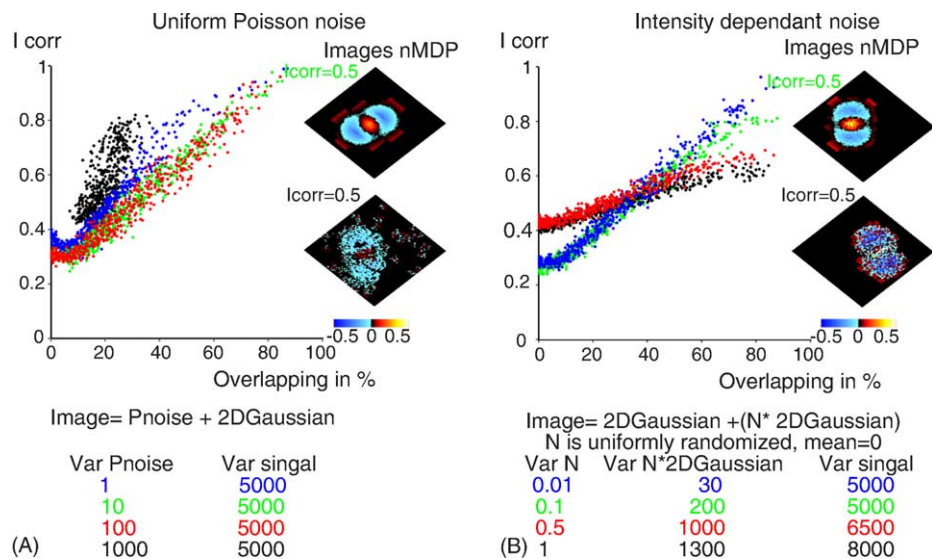 Uniform Poisson noise
I corr
Images nMDP
Icorr=0.5
1
0.8
0.6
0.4
0.2
0
Icorr=0.5
-0.5 0 0.5
0 20 40 60 80 100
Overlapping in %
Image= Pnoise + 2DGaussian
Var Pnoise Var singal
1 5000
10 5000
100 5000
1000 5000
(A)
Intensity dependant noise
I corr
Images nMDP
Icorr=0.5
1
0.8
0.6
0.4
0.2
0
Icorr=0.5
-0.5 0 0.5
0 20 40 60 80 100
Overlapping in %
Image= 2DGaussian +(N* 2DGaussian)
N is uniformly randomized, mean=0
Var N Var N*2DGaussian Var singal
0.01 30 5000
0.1 200 5000
0.5 1000 6500
1 1300 8000
(B)